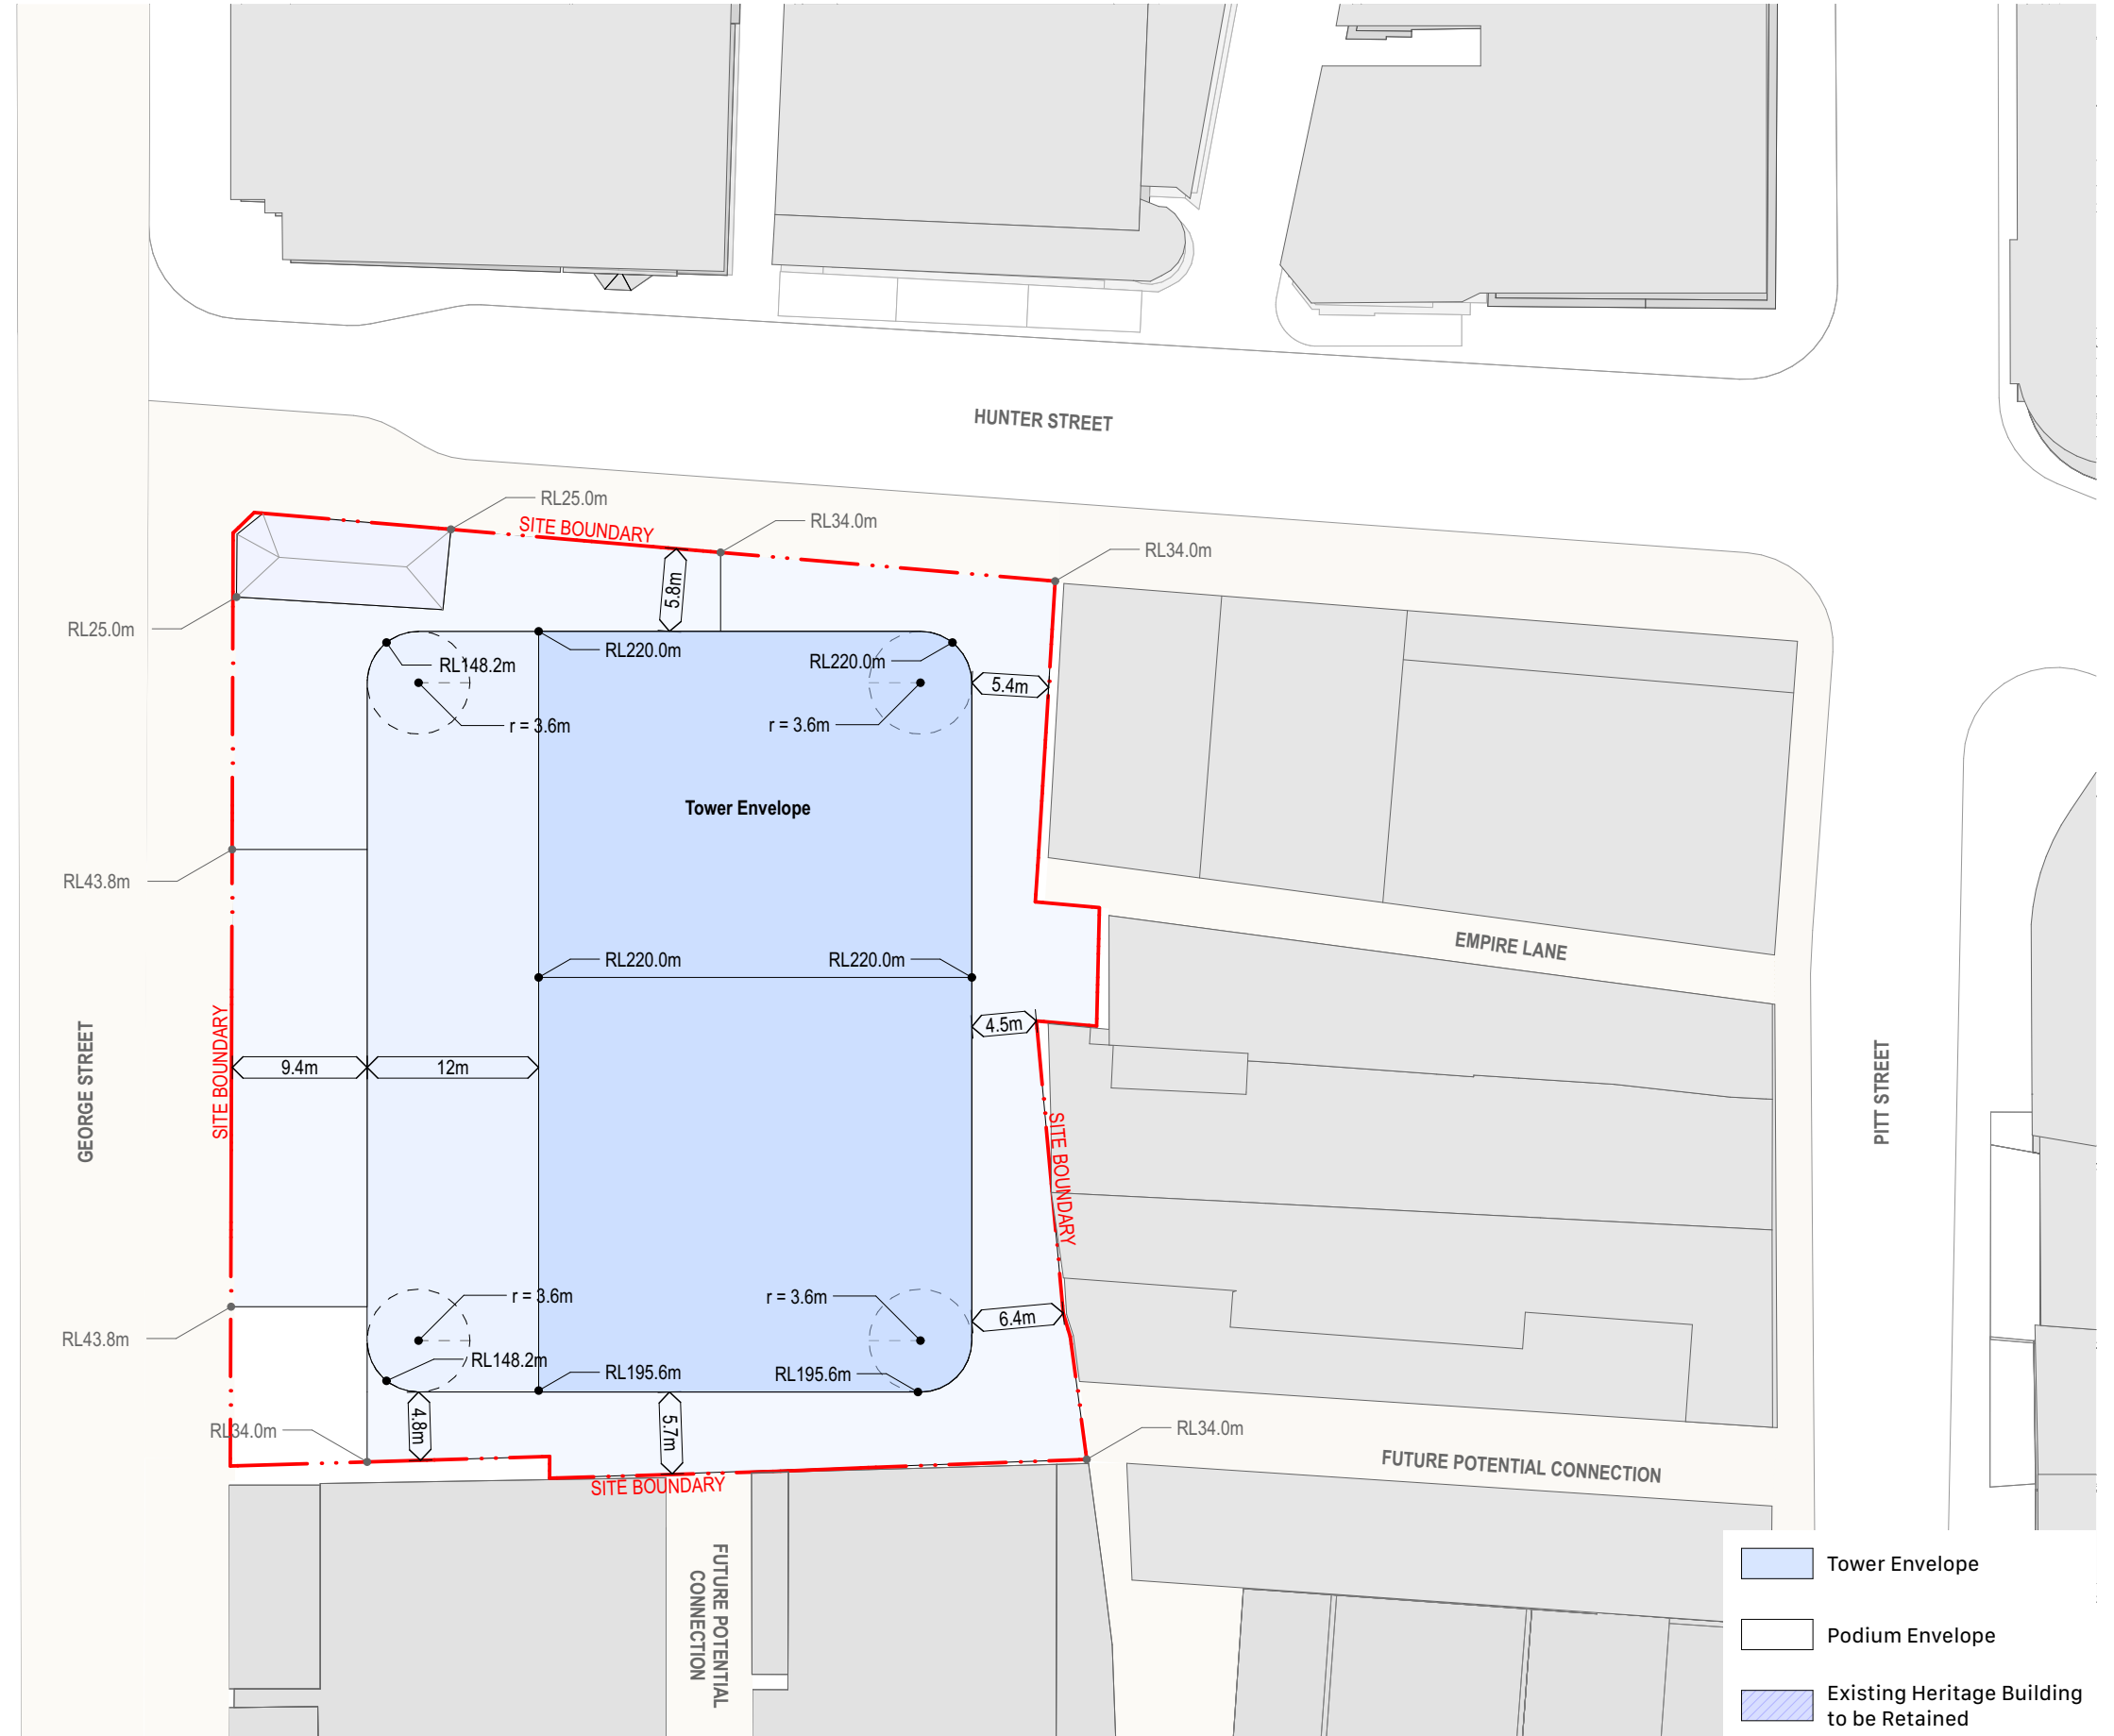 HUNTER STREET
RL25.0m
SITE BOUNDARY
RL34.0m
RL34.0m
5.8m
RL25.0m
RL220.0m
RL148.2m
RL220.0m
5.4m
r = 3.6m
r = 3.6m
Tower Envelope
RL43.8m
EMPIRE LANE
RL220.0m
RL220.0m
4.5m
GEORGE STREET
SITE BOUNDARY
9.4m
12m
SITE BOUNDARY
PITT STREET
r = 3.6m
r = 3.6m
6.4m
RL43.8m
RL148.2m
RL195.6m
RL195.6m
4.8m
5.7m
RL34.0m
RL34.0m
SITE BOUNDARY
FUTURE POTENTIAL CONNECTION
FUTURE POTENTIAL
CONNECTION
Tower Envelope
Podium Envelope
Existing Heritage Building
to be Retained